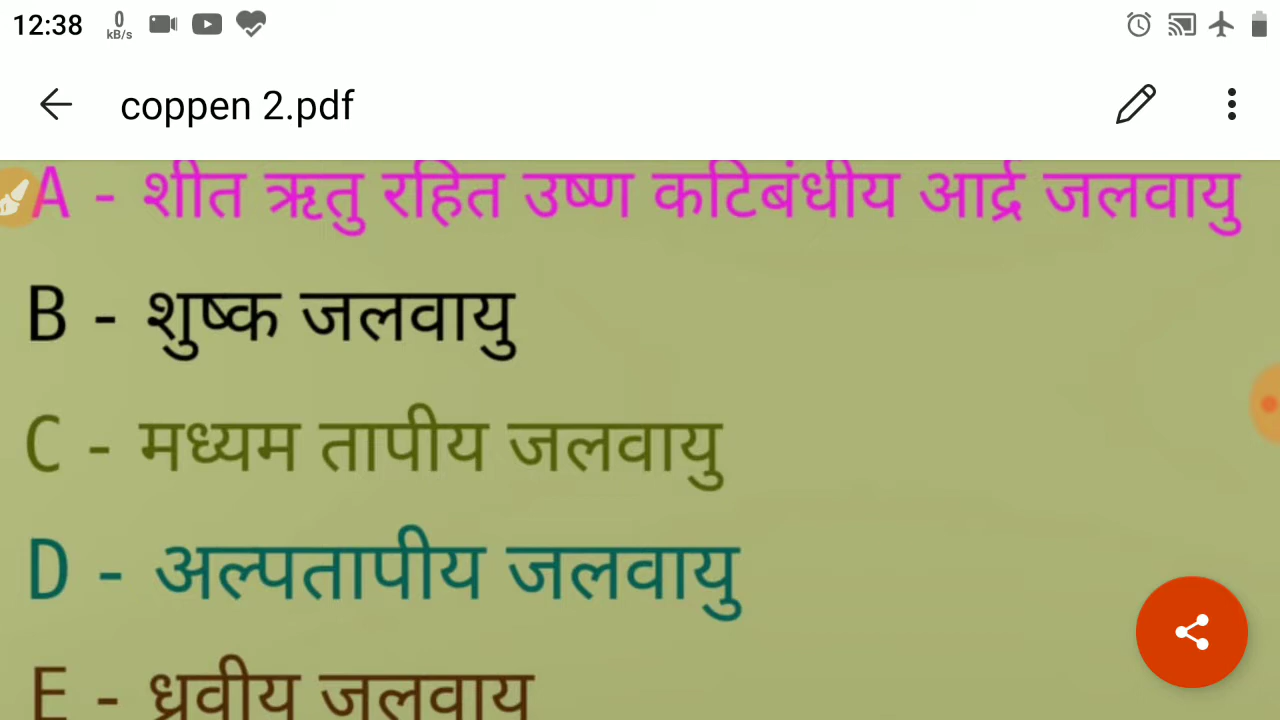 12:38 0 kB/s
coppen 2.pdf
A - शीत ऋतु रहित उष्ण कटिबंधीय आर्द्र जलवायु
B - शुष्क जलवायु
C - मध्यम तापीय जलवायु
D - अल्पतापीय जलवायु
E - ध्रवीय जलवायु